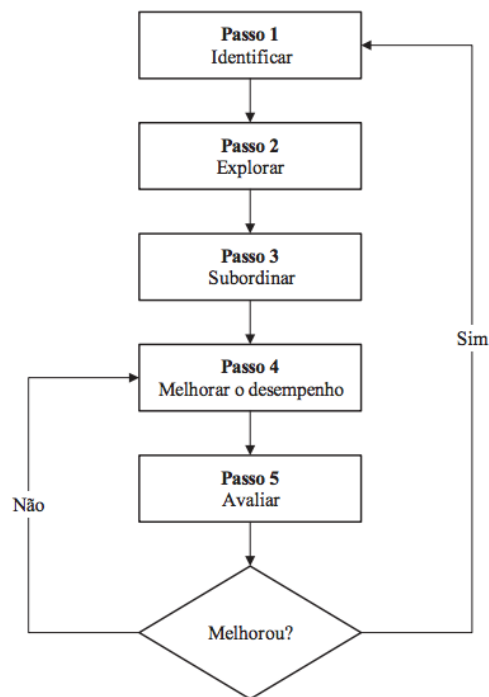 Passo 1
Identificar
Passo 2
Explorar
Passo 3
Subordinar
Sim
Passo 4
Melhorar o desempenho
Passo 5
Avaliar
Não
Melhorou?